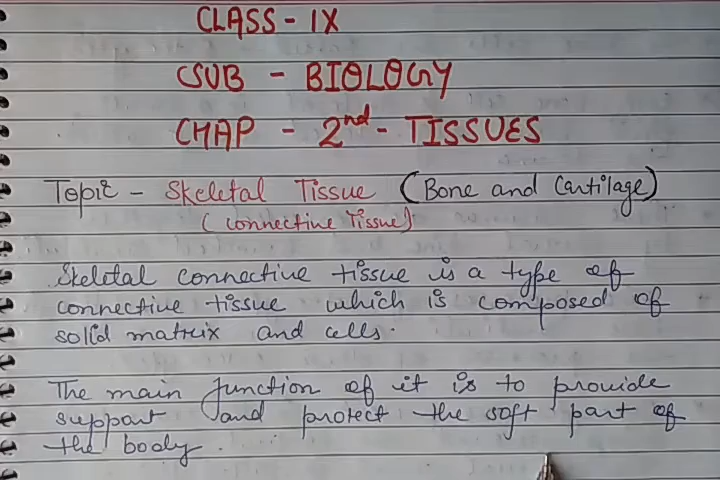 CLASS - IX
SUB - BIOLOGY
CHAP - 2nd - TISSUES
Topic - Skeletal Tissue (Bone and Cartilage)
(connective Tissue)
Skeletal connective tissue is a type of
connective tissue which is composed of
solid matrix and cells.
The main function of it is to provide
support and protect the soft part of
the body.